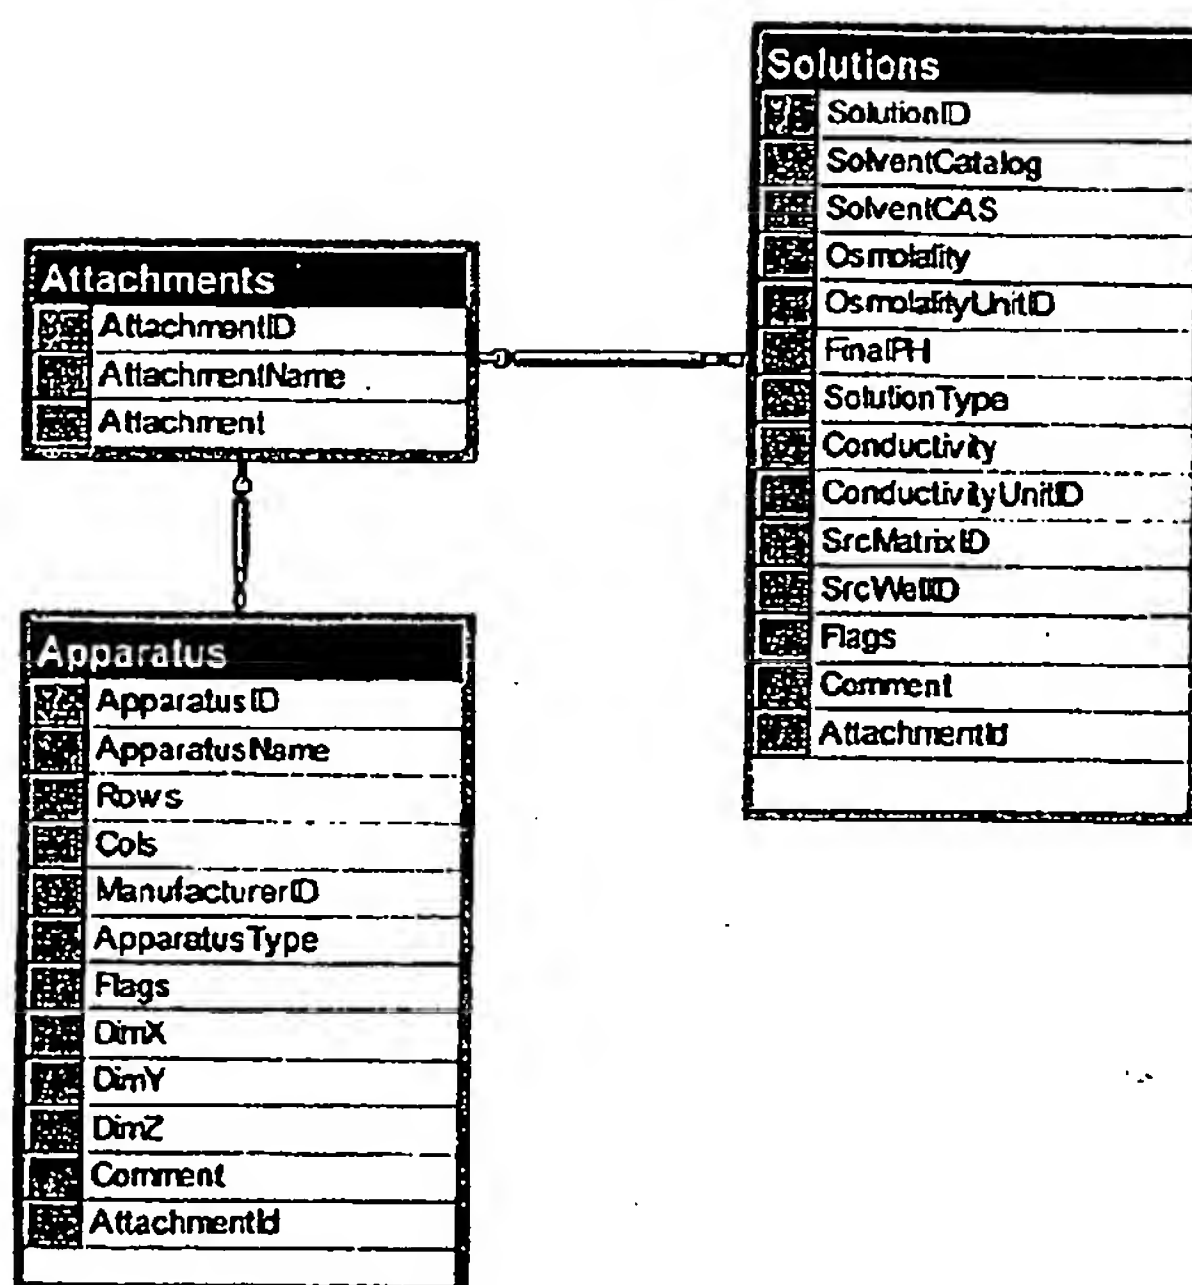 Solutions
SolutionID
SolventCatalog
SolventCAS
Osmolality
OsmolalityUnitID
FinalPH
SolutionType
Conductivity
ConductivityUnitID
SrcMatrixID
SrcWellID
Flags
Comment
AttachmentId
Attachments
AttachmentID
AttachmentName
Attachment
Apparatus
ApparatusID
ApparatusName
Rows
Cols
ManufacturerID
ApparatusType
Flags
DimX
DimY
DimZ
Comment
AttachmentId